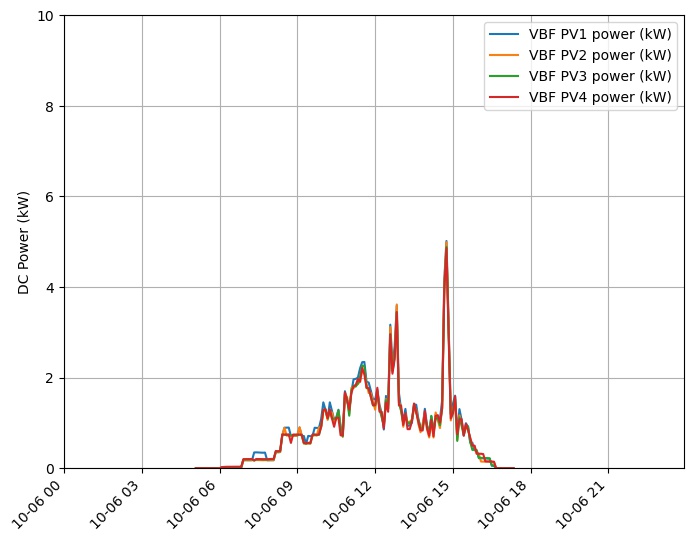 10
8
6
4
2
0
DC Power (kW)
VBF PV1 power (kW)
VBF PV2 power (kW)
VBF PV3 power (kW)
VBF PV4 power (kW)
10-06 00
10-06 03
10-06 06
10-06 09
10-06 12
10-06 15
10-06 18
10-06 21